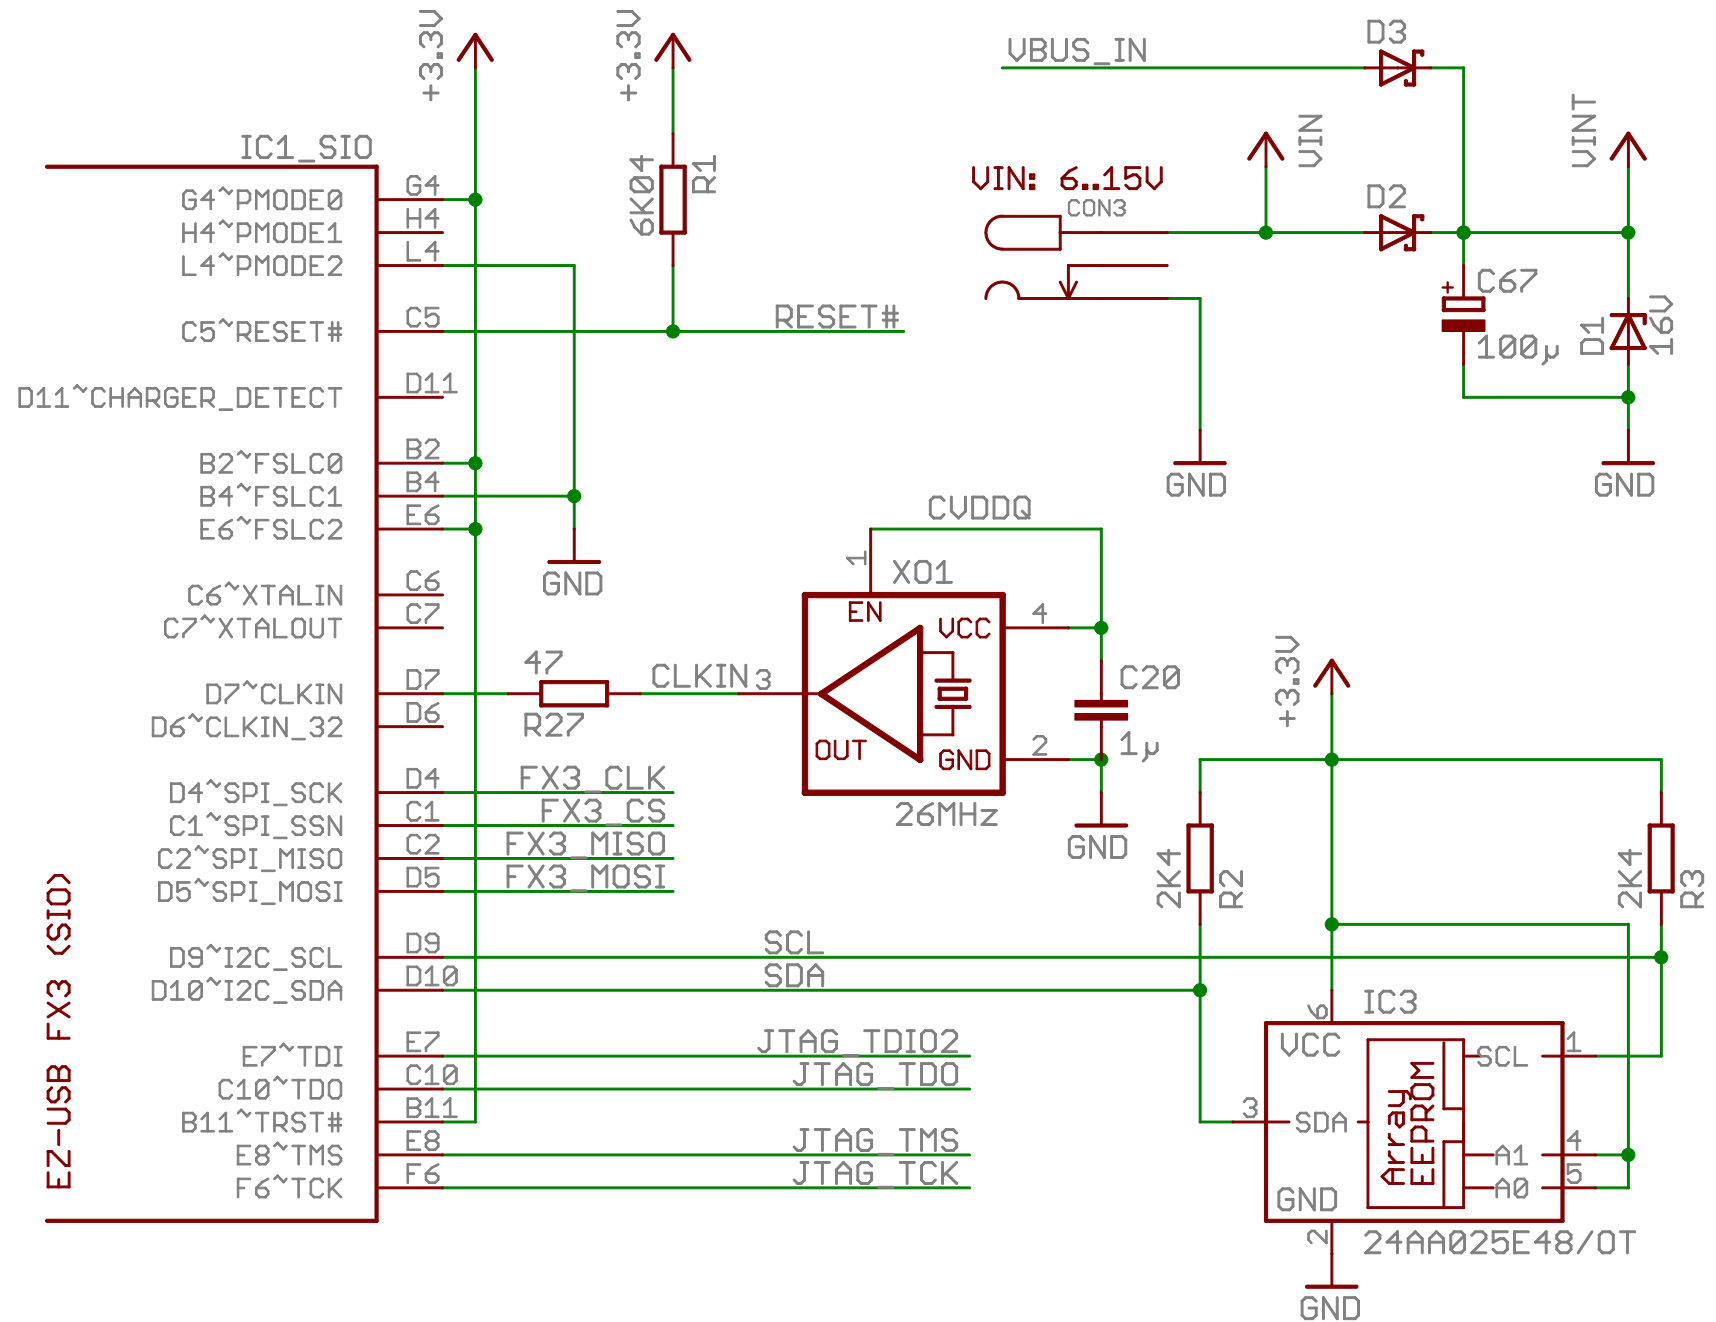 +3.3V
+3.3V
IC1_SIO
G4~PMODE0 G4
H4~PMODE1 H4
L4~PMODE2 L4
C5~RESET# C5
D11~CHARGER_DETECT D11
B2~FSLC0 B2
B4~FSLC1 B4
E6~FSLC2 E6
C6~XTALIN C6
C7~XTALOUT C7
D7~CLKIN D7
D6~CLKIN_32 D6
D4~SPI_SCK D4
C1~SPI_SSN C1
C2~SPI_MISO C2
D5~SPI_MOSI D5
D9~I2C_SCL D9
D10~I2C_SDA D10
E7~TDI E7
C10~TDO C10
B11~TRST# B11
E8~TMS E8
F6~TCK F6
EZ-USB FX3 (SIO)
6K04
R1
RESET#
GND
47
R27
CLKIN
3
FX3_CLK
FX3_CS
FX3_MISO
FX3_MOSI
SCL
SDA
JTAG_TDIO2
JTAG_TDO
JTAG_TMS
JTAG_TCK
VBUS_IN
D3
VIN
VINT
VIN: 6..15V
CON3
D2
+
C67
100µ
D1
16V
GND
GND
CVDDQ
1
XO1
EN
VCC
4
OUT
GND
2
26MHz
C20
1µ
GND
+3.3V
2K4
R2
2K4
R3
IC3
6
VCC
SCL
1
3
SDA
Array
EEPROM
A1
4
A0
5
GND
2
24AA025E48/OT
GND